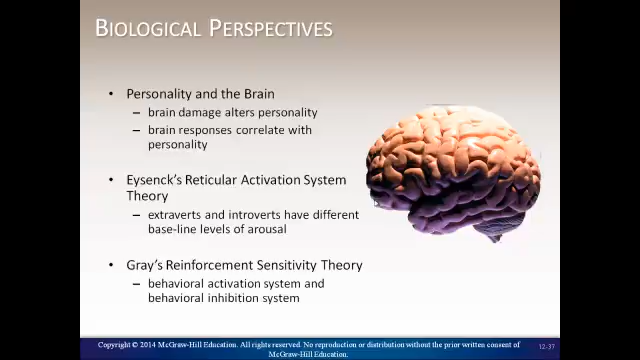 BIOLOGICAL PERSPECTIVES
• Personality and the Brain
– brain damage alters personality
– brain responses correlate with
personality
• Eysenck's Reticular Activation System
Theory
– extraverts and introverts have different
base-line levels of arousal
• Gray's Reinforcement Sensitivity Theory
– behavioral activation system and
behavioral inhibition system
Copyright © 2014 McGraw-Hill Education. All rights reserved. No reproduction or distribution without the prior written consent of
McGraw-Hill Education.
12-37